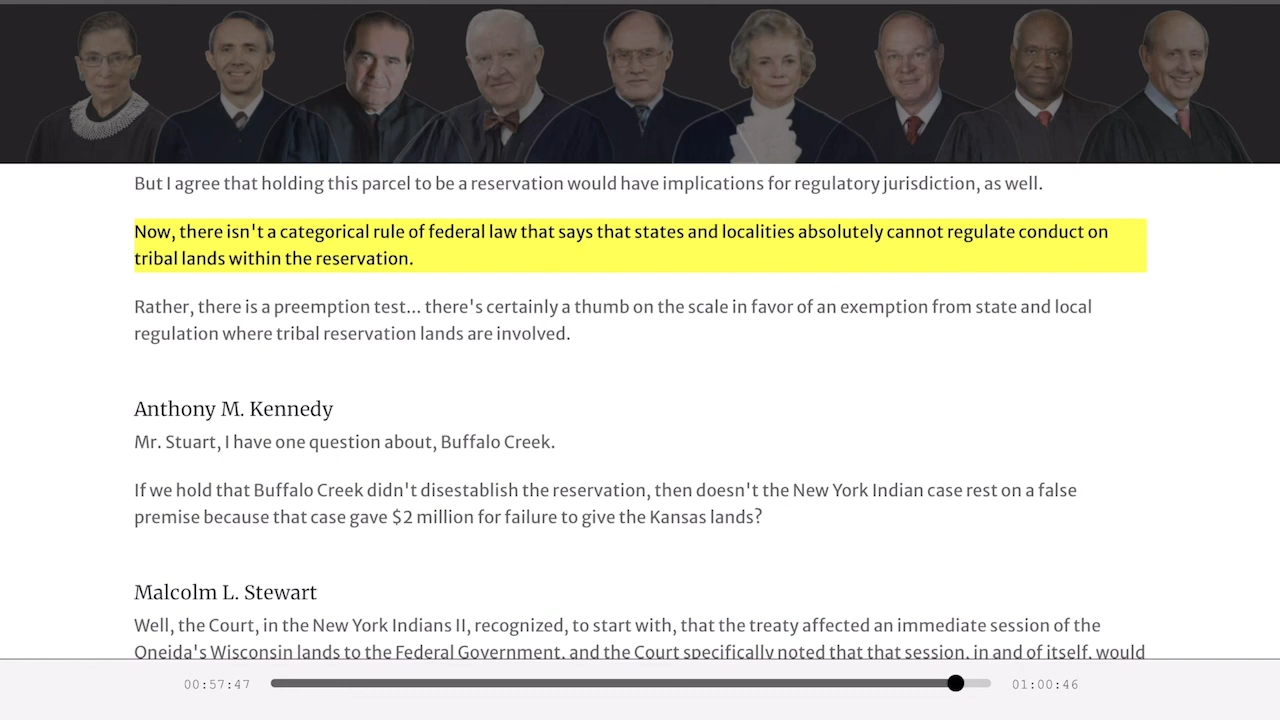 But I agree that holding this parcel to be a reservation would have implications for regulatory jurisdiction, as well.
Now, there isn't a categorical rule of federal law that says that states and localities absolutely cannot regulate conduct on
tribal lands within the reservation.
Rather, there is a preemption test... there's certainly a thumb on the scale in favor of an exemption from state and local
regulation where tribal reservation lands are involved.
Anthony M. Kennedy
Mr. Stuart, I have one question about, Buffalo Creek.
If we hold that Buffalo Creek didn't disestablish the reservation, then doesn't the New York Indian case rest on a false
premise because that case gave $2 million for failure to give the Kansas lands?
Malcolm L. Stewart
Well, the Court, in the New York Indians II, recognized, to start with, that the treaty affected an immediate session of the
Oneida's Wisconsin lands to the Federal Government, and the Court specifically noted that that session, in and of itself, would
00:57:47
01:00:46